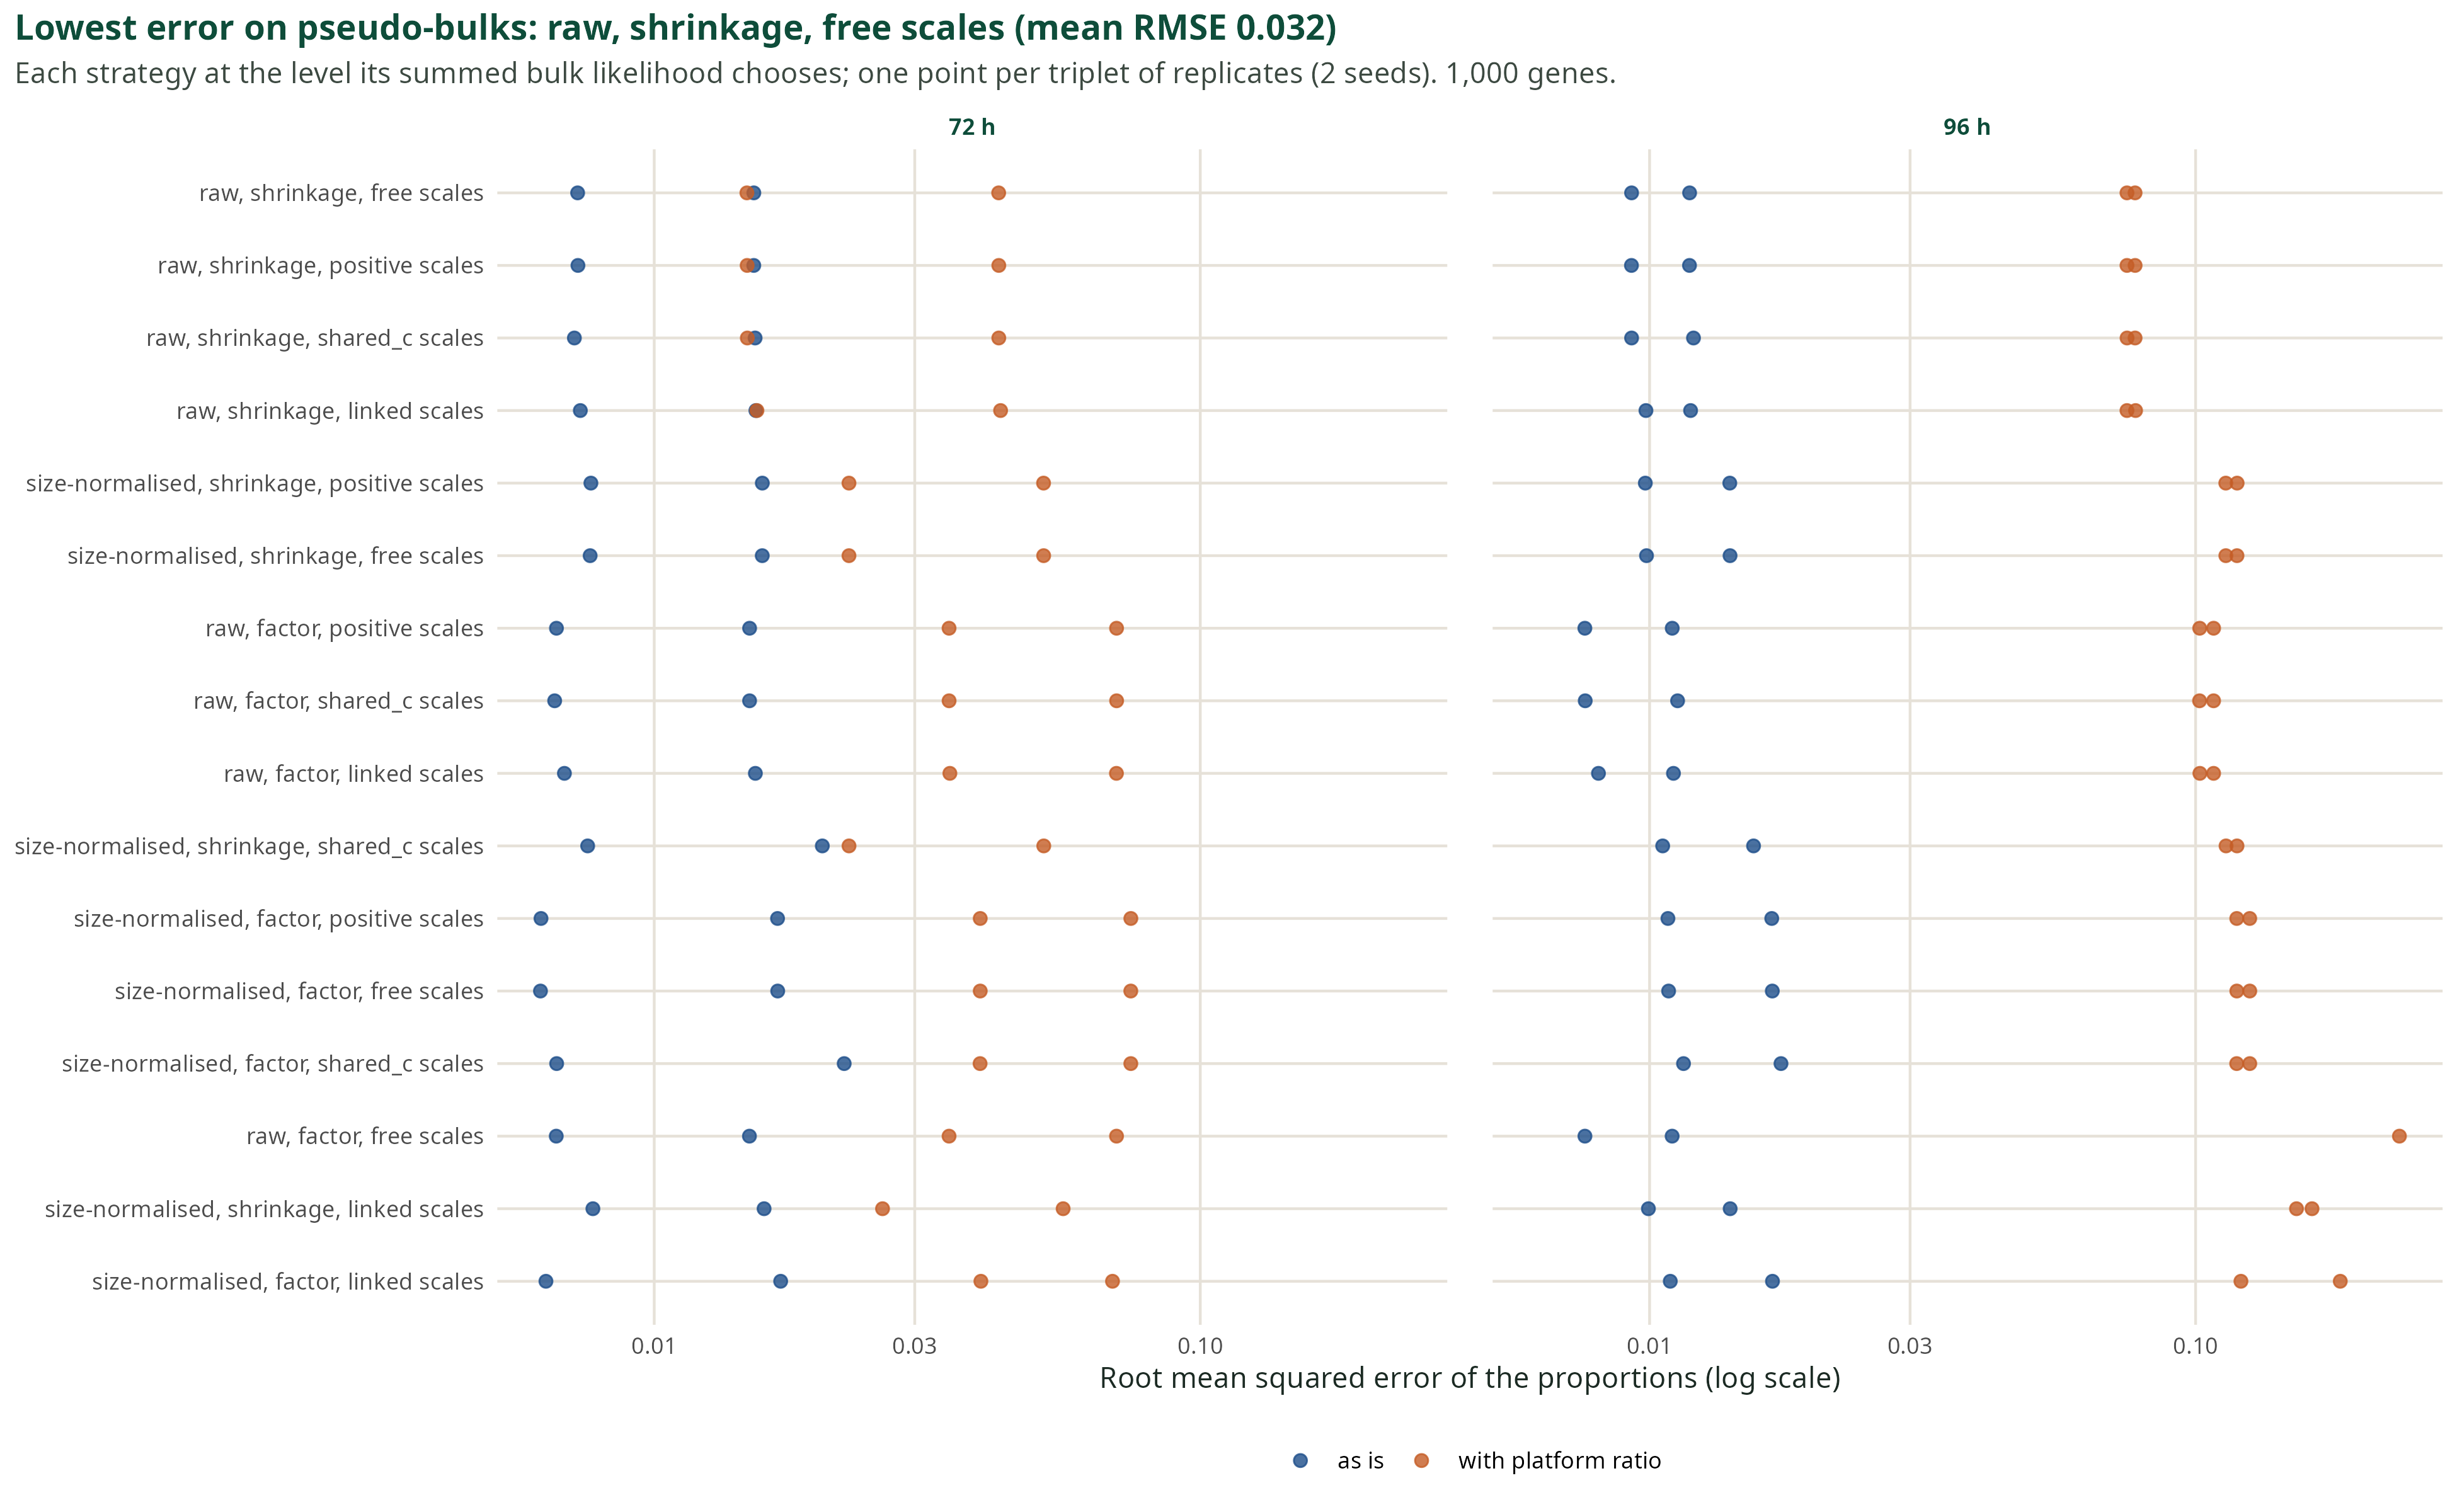 Lowest error on pseudo-bulks: raw, shrinkage, free scales (mean RMSE 0.032)
Each strategy at the level its summed bulk likelihood chooses; one point per triplet of replicates (2 seeds). 1,000 genes.
72 h
96 h
raw, shrinkage, free scales
raw, shrinkage, positive scales
raw, shrinkage, shared_c scales
raw, shrinkage, linked scales
size-normalised, shrinkage, positive scales
size-normalised, shrinkage, free scales
raw, factor, positive scales
raw, factor, shared_c scales
raw, factor, linked scales
size-normalised, shrinkage, shared_c scales
size-normalised, factor, positive scales
size-normalised, factor, free scales
size-normalised, factor, shared_c scales
raw, factor, free scales
size-normalised, shrinkage, linked scales
size-normalised, factor, linked scales
0.01 0.03 0.10
0.01 0.03 0.10
Root mean squared error of the proportions (log scale)
as is
with platform ratio